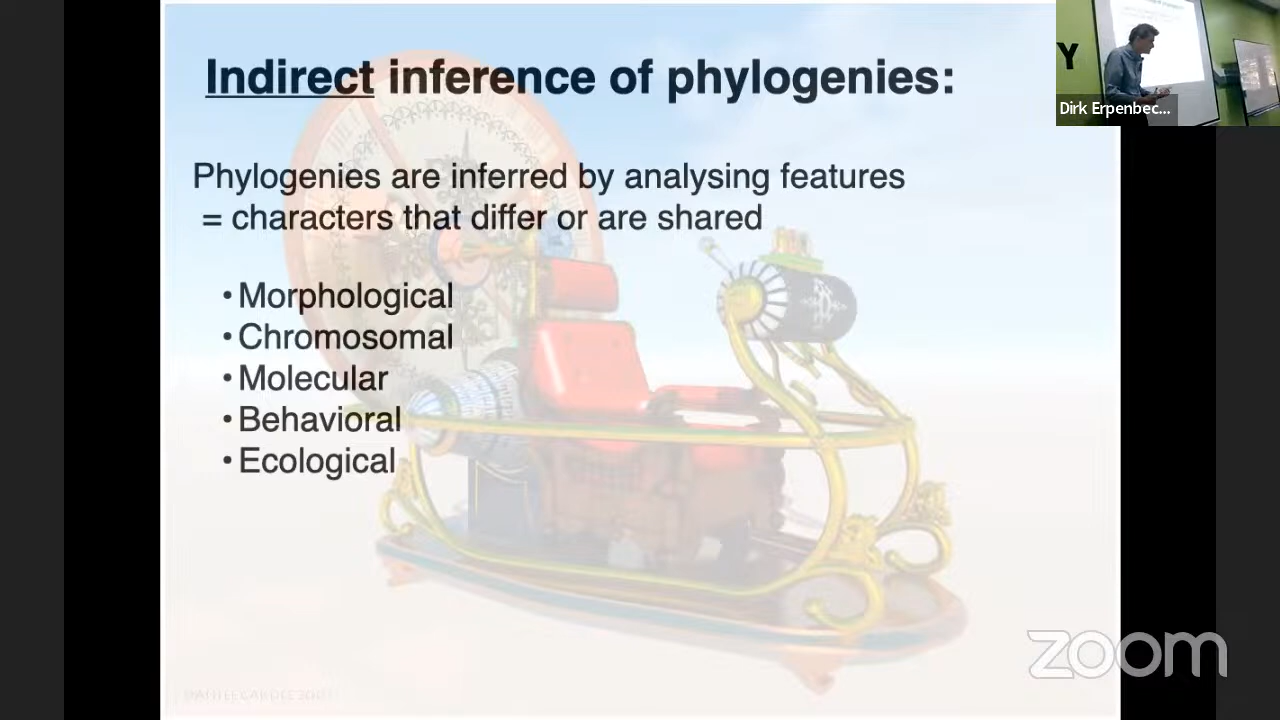 Indirect inference of phylogenies:
Phylogenies are inferred by analysing features
= characters that differ or are shared
• Morphological
• Chromosomal
• Molecular
• Behavioral
• Ecological
Y
Dirk Erpenbec...
zoom